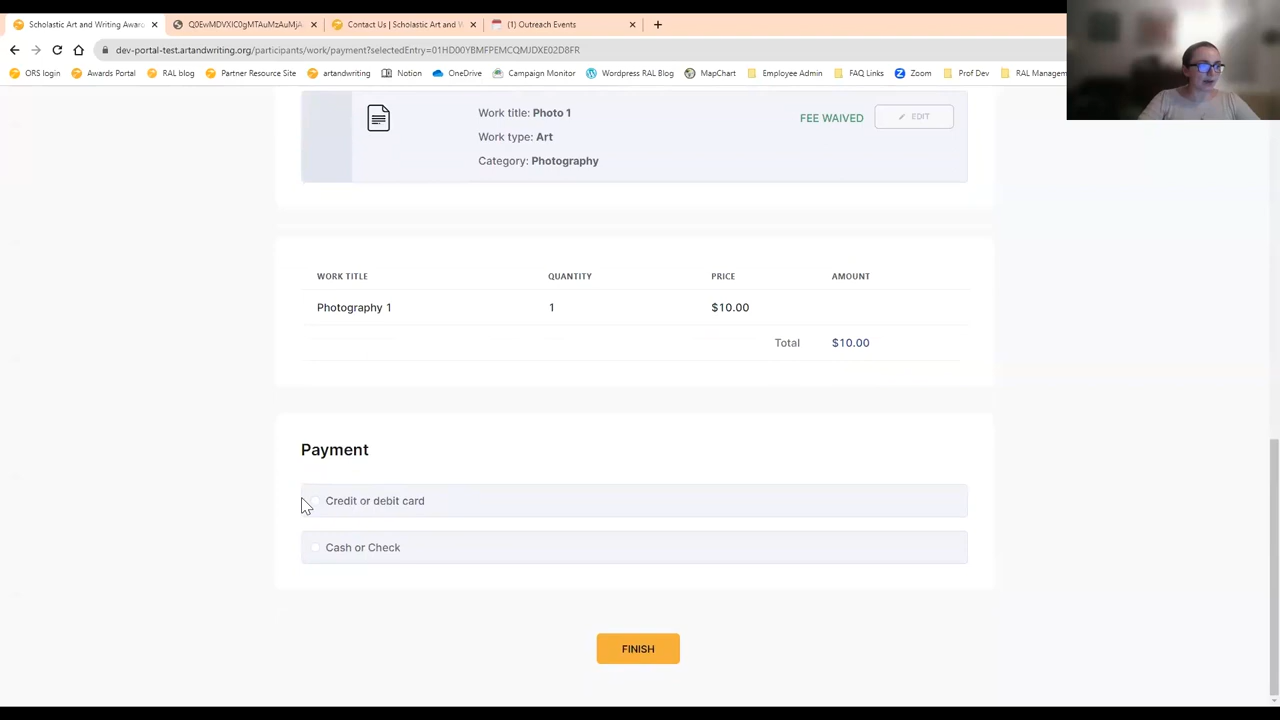 Scholastic Art and Writing Awar
Q0EwMDVXIC0gMTAuMzAuMjA
Contact Us | Scholastic Art and W
(1) Outreach Events
dev-portal-test.artandwriting.org/participants/work/payment?selectedEntry=01HD00YBMFPEMCQMJDXE02D8FR
ORS login
Awards Portal
RAL blog
Partner Resource Site
artandwriting
Notion
OneDrive
Campaign Monitor
Wordpress RAL Blog
MapChart
Employee Admin
FAQ Links
Zoom
Prof Dev
RAL Managem
Work title: Photo 1
FEE WAIVED
EDIT
Work type: Art
Category: Photography
WORK TITLE QUANTITY PRICE AMOUNT
Photography 1 1 $10.00
Total $10.00
Payment
Credit or debit card
Cash or Check
FINISH